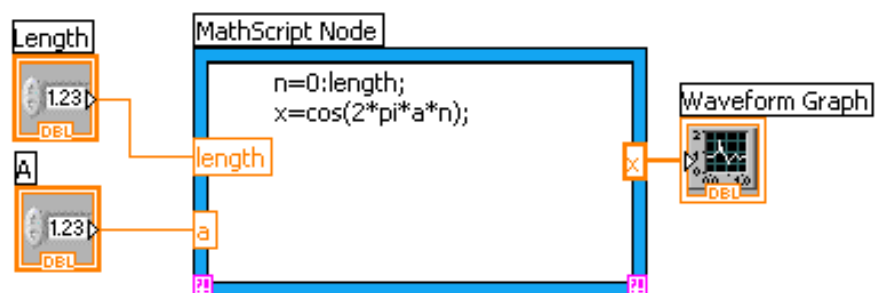 Length
1.23
DBL
A
1.23
DBL
MathScript Node
n=0:length;
x=cos(2*pi*a*n);
length
a
x
?!
?!
Waveform Graph
DBL